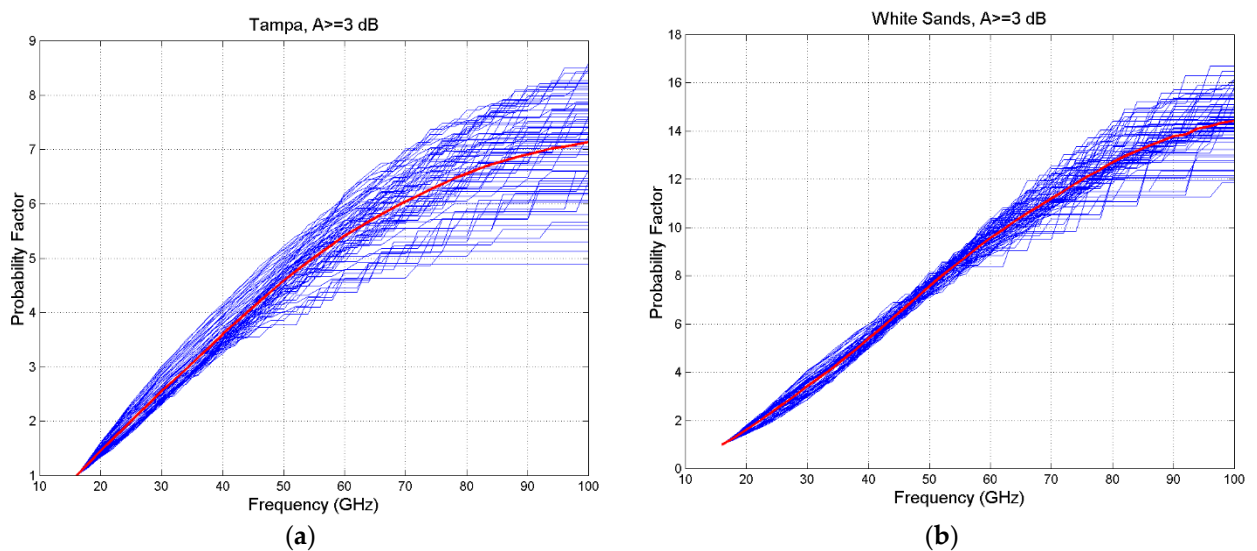 Tampa, A>=3 dB
9
8
7
6
5
4
3
2
1
Probability Factor
10 20 30 40 50 60 70 80 90 100
Frequency (GHz)
(a)
White Sands, A>=3 dB
18
16
14
12
10
8
6
4
2
0
Probability Factor
10 20 30 40 50 60 70 80 90 100
Frequency (GHz)
(b)